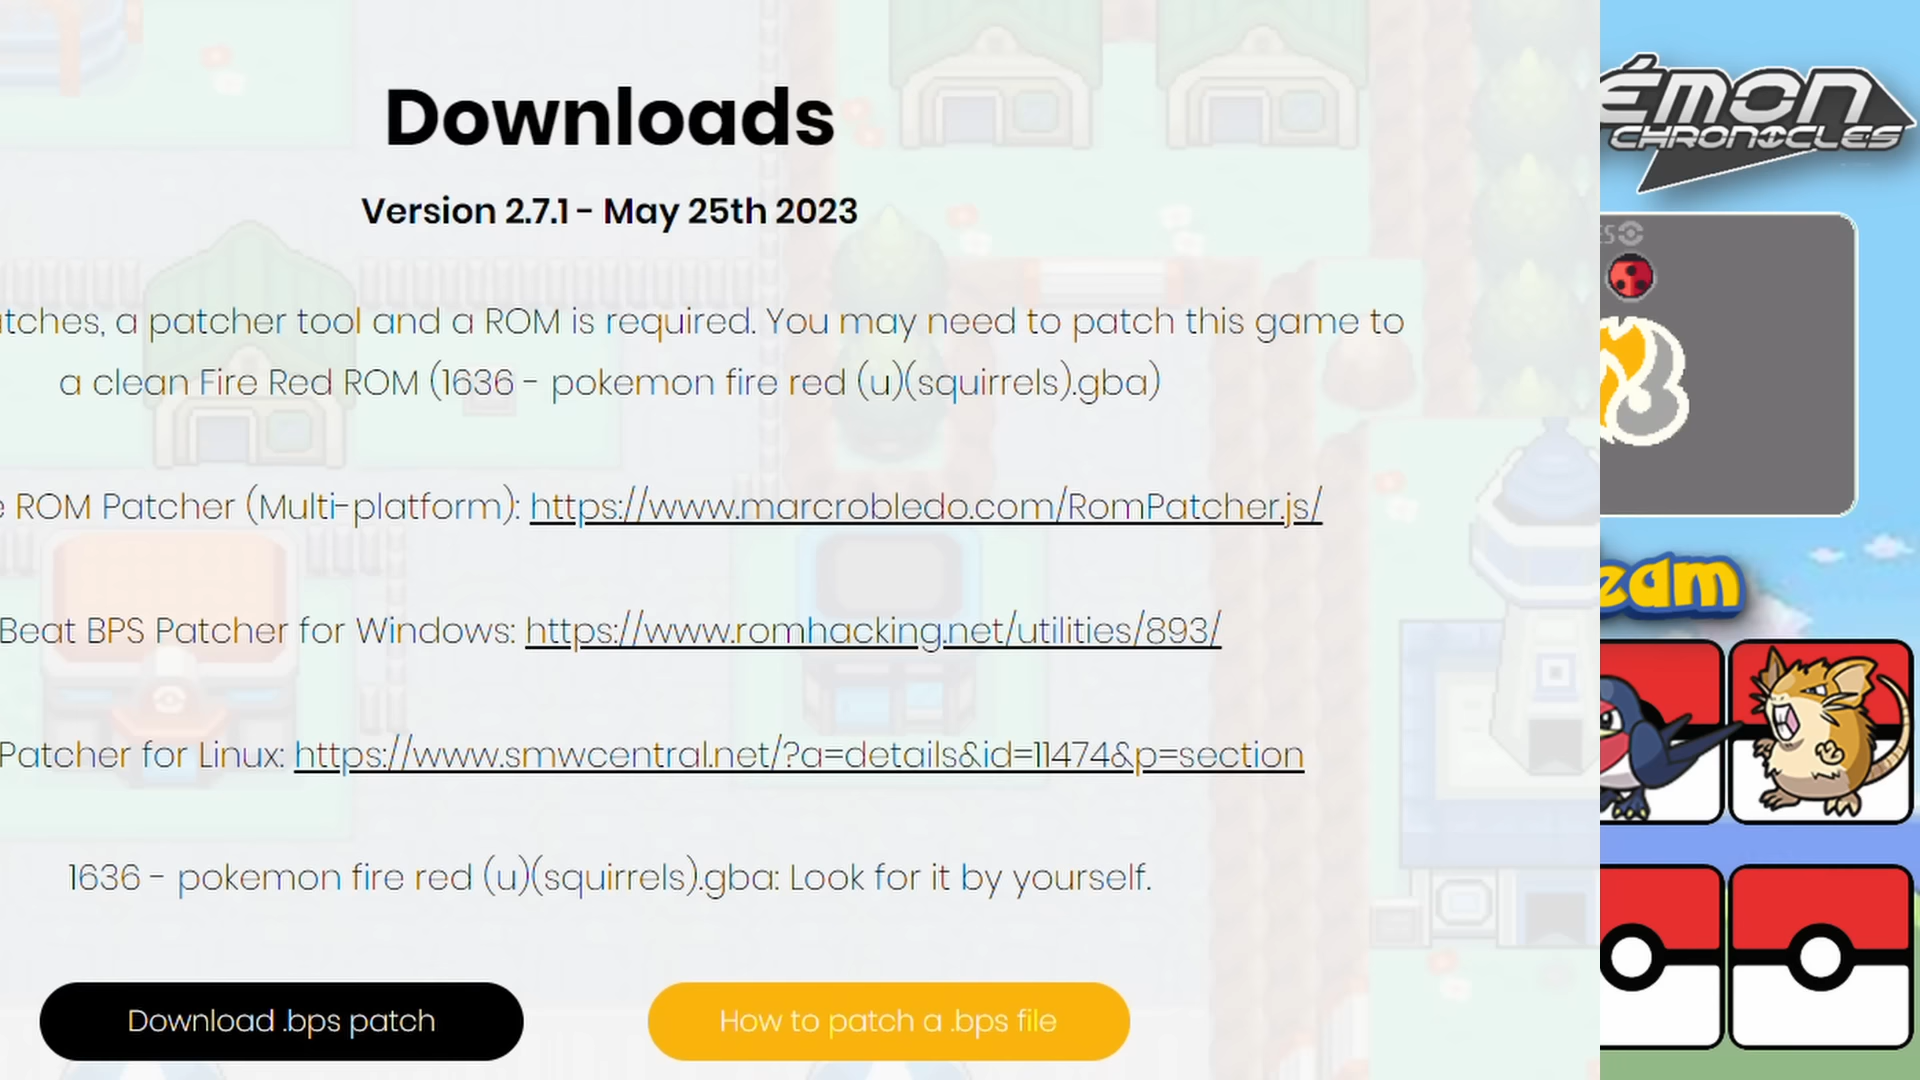 Downloads
Version 2.7.1 - May 25th 2023
tches, a patcher tool and a ROM is required. You may need to patch this game to
a clean Fire Red ROM (1636 - pokemon fire red (u)(squirrels).gba)
ROM Patcher (Multi-platform): https://www.marcrobledo.com/RomPatcher.js/
Beat BPS Patcher for Windows: https://www.romhacking.net/utilities/893/
Patcher for Linux: https://www.smwcentral.net/?a=details&id=11474&p=section
1636 - pokemon fire red (u)(squirrels).gba: Look for it by yourself.
Download .bps patch
How to patch a .bps file
ÉMON
CHRONICLES
ES
eam